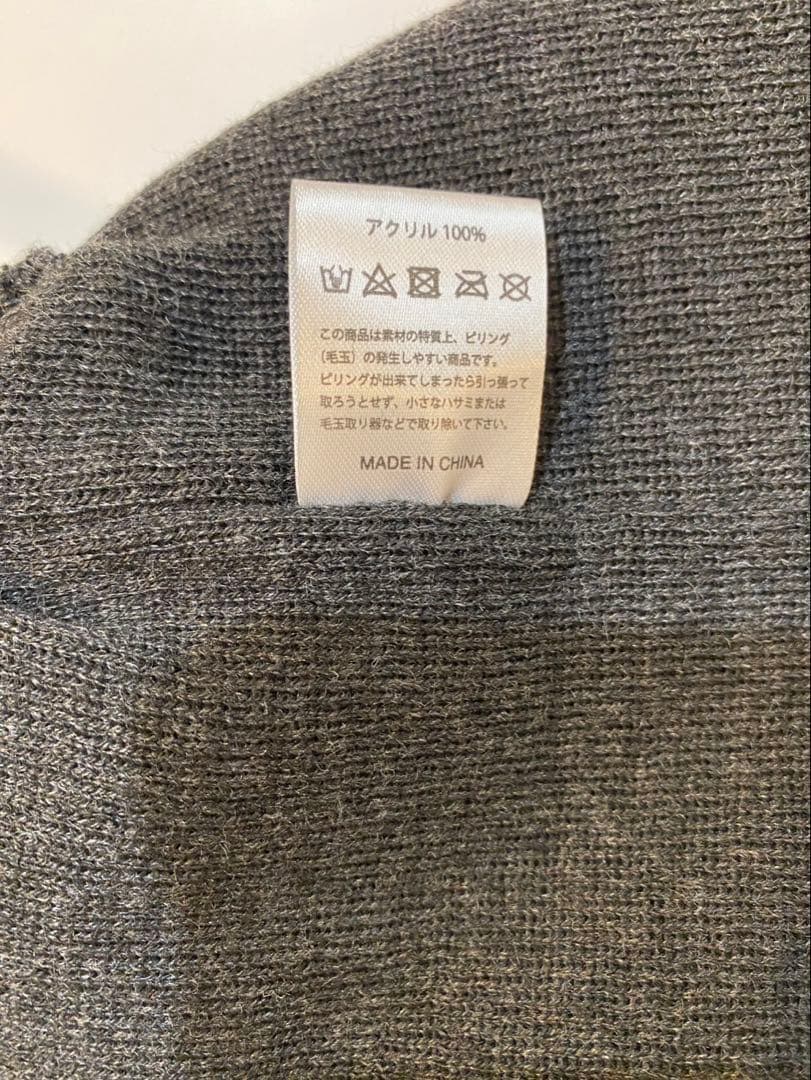 アクリル 100%
この商品は素材の特質上、ピリング
(毛玉)の発生しやすい商品です。
ピリングが出来てしまったら引っ張って
取ろうとせず、小さなハサミまたは
毛玉取り器などで取り除いて下さい。
MADE IN CHINA